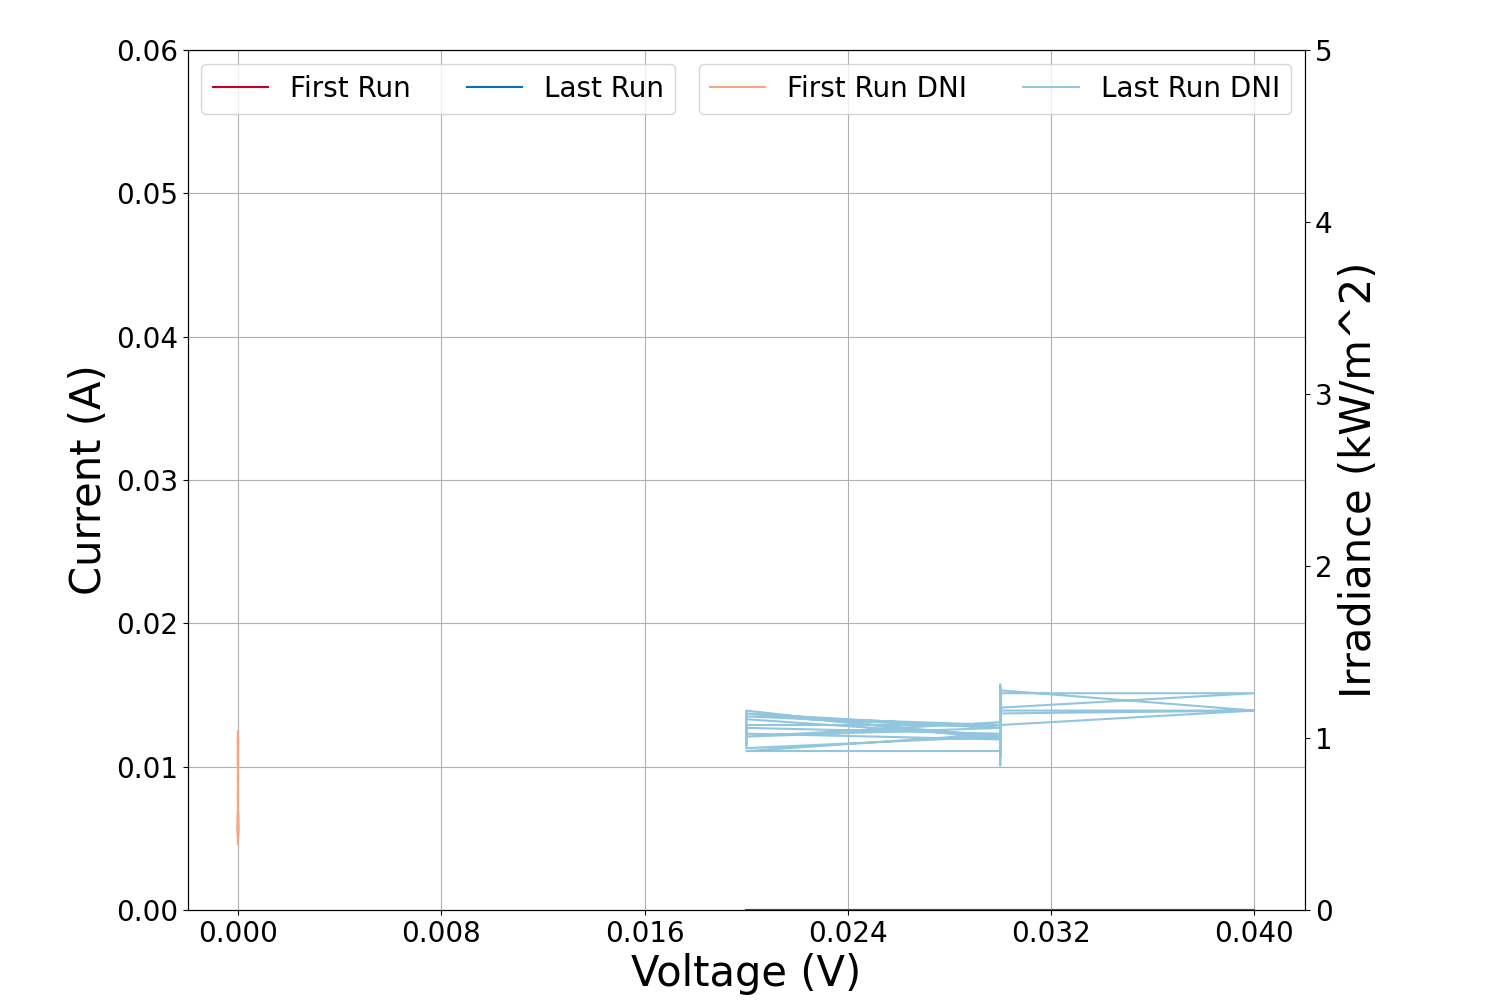 First Run
Last Run
First Run DNI
Last Run DNI
0.06
0.05
0.04
0.03
0.02
0.01
0.00
Current (A)
5
4
3
2
1
0
Irradiance (kW/m^2)
0.000
0.008
0.016
0.024
0.032
0.040
Voltage (V)